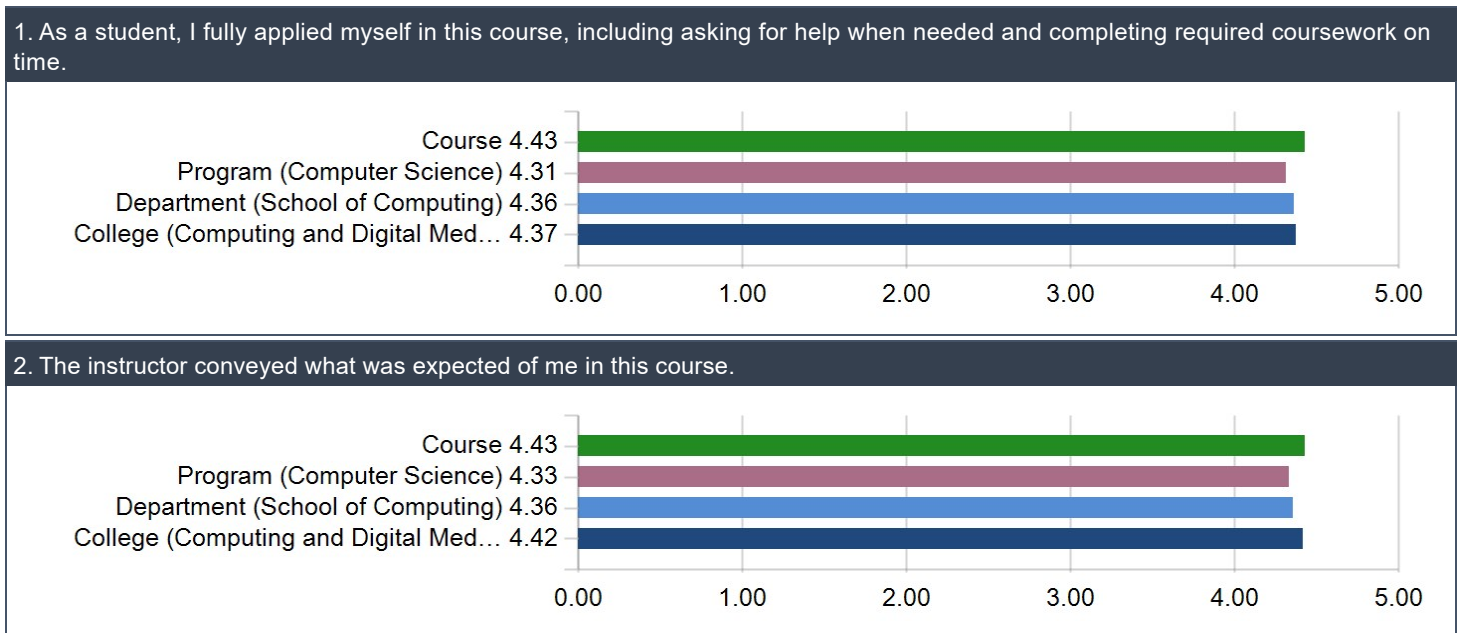 1. As a student, I fully applied myself in this course, including asking for help when needed and completing required coursework on
time.
Course 4.43
Program (Computer Science) 4.31
Department (School of Computing) 4.36
College (Computing and Digital Med... 4.37
0.00 1.00 2.00 3.00 4.00 5.00
2. The instructor conveyed what was expected of me in this course.
Course 4.43
Program (Computer Science) 4.33
Department (School of Computing) 4.36
College (Computing and Digital Med... 4.42
0.00 1.00 2.00 3.00 4.00 5.00